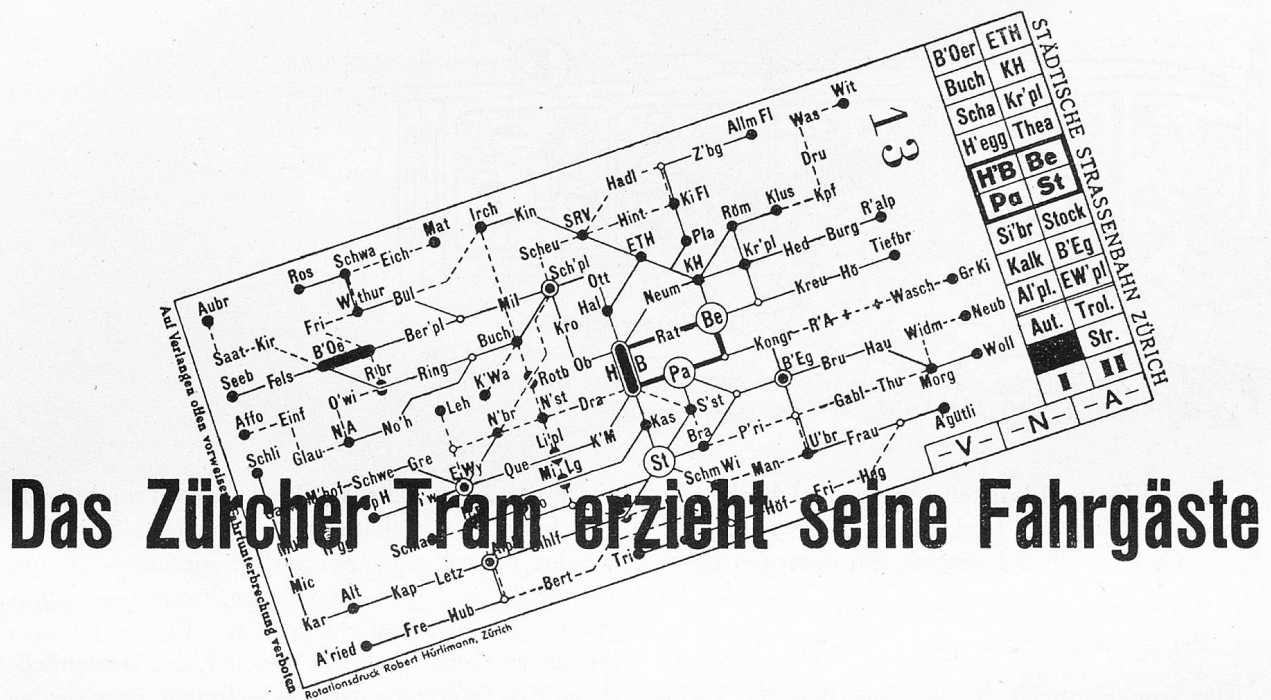 Das Zürcher Tram erzieht seine Fahrgäste
STÄDTISCHE STRASSENBAHN ZÜRICH
13
B'Oer ETH
Buch KH
Scha Kr'pl
H'egg Thea
H'B Be
Pa St
Si'br Stock
Kalk B'Eg
Al'pl. EW'pl
Aut. Trol.
Str.
I II
-V- -N- -A-
Wit
Was
Allm Fl
Z'bg
Dru
Hadl
Ki Fl
Klus
Kpf
Irch
Kin
SRV
Hint
Röm
R'alp
Mat
Scheu
ETH
Pla
Kr'pl
Hed
Burg
Tiefbr
Schwa
Eich
Sch'pl
Ott
KH
Ros
W'thur
Bul
Mil
Hal
Neum
Kreu
Hö
Gr Ki
Aubr
Fri
Ber'pl
Kro
Be
Wasch
Saat
Kir
B'Oe
Buch
Ob
Rat
Kongr
R'A
Neub
Seeb
Fels
R'br
Ring
Rotb
H B
Pa
B'Eg
Bru
Hau
Widm
Woll
O'wi
K'Wa
Affo
Einf
N'A
No'h
Leh
N'st
Dra
S'st
Gabl
Thu
Morg
Glau
N'br
Kas
P'ri
A'gütli
Schli
Li'pl
K'M
Bra
U'br
Frau
M'hof
Schwe
Gre
E'Wy
Que
Mi Lg
St
Schm Wi
Man
Höf
Fri
Heg
Mic
Alt
Kap
Letz
Bert
Kar
Hub
Fre
A'ried
Auf Verlangen offen vorweisen
Fahrtunterbrechung verboten
Rotationsdruck Robert Hürlimann, Zürich